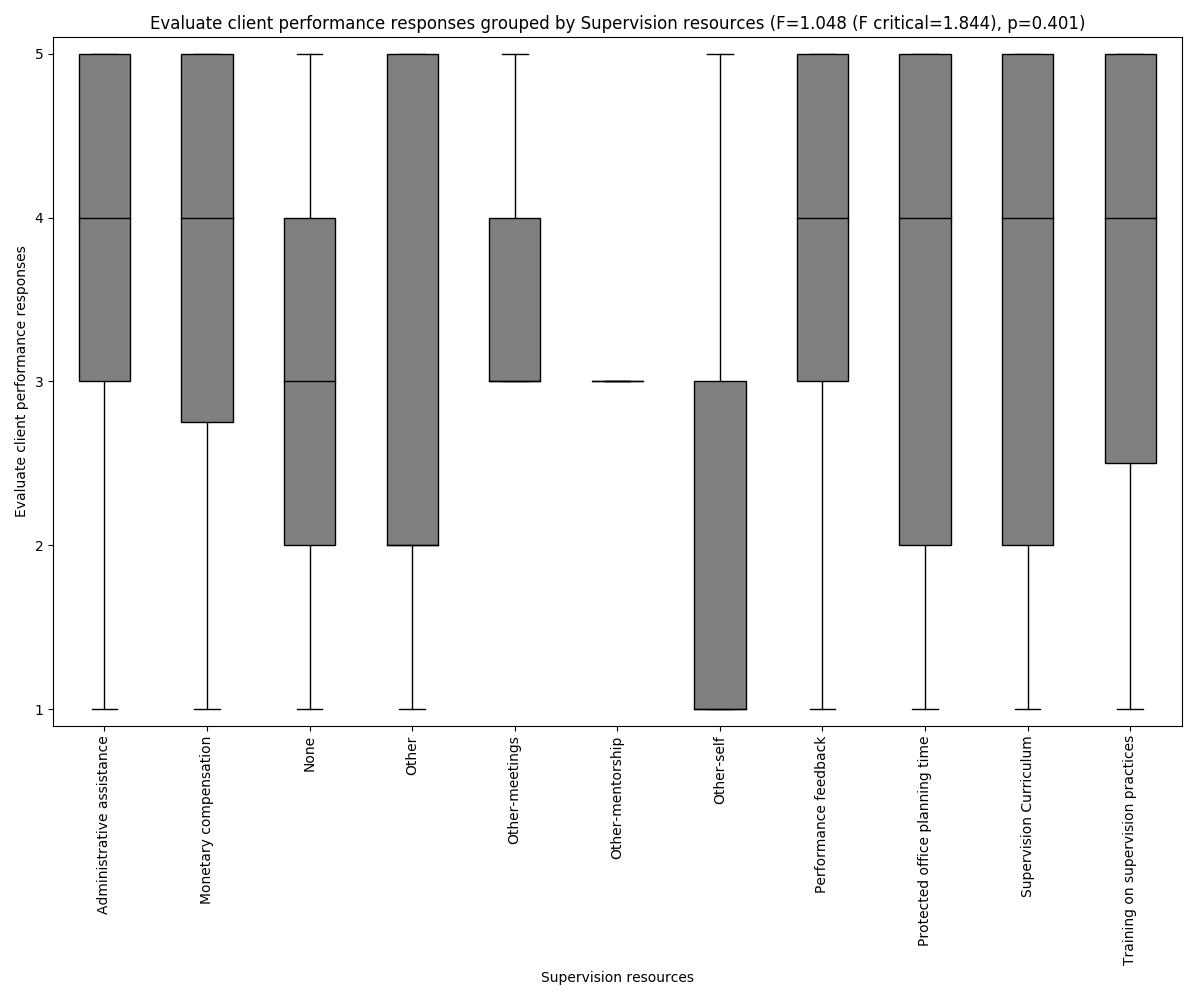 Evaluate client performance responses grouped by Supervision resources (F=1.048 (F critical=1.844), p=0.401)
Evaluate client performance responses
5
4
3
2
1
Administrative assistance
Monetary compensation
None
Other
Other-meetings
Other-mentorship
Other-self
Performance feedback
Protected office planning time
Supervision Curriculum
Training on supervision practices
Supervision resources